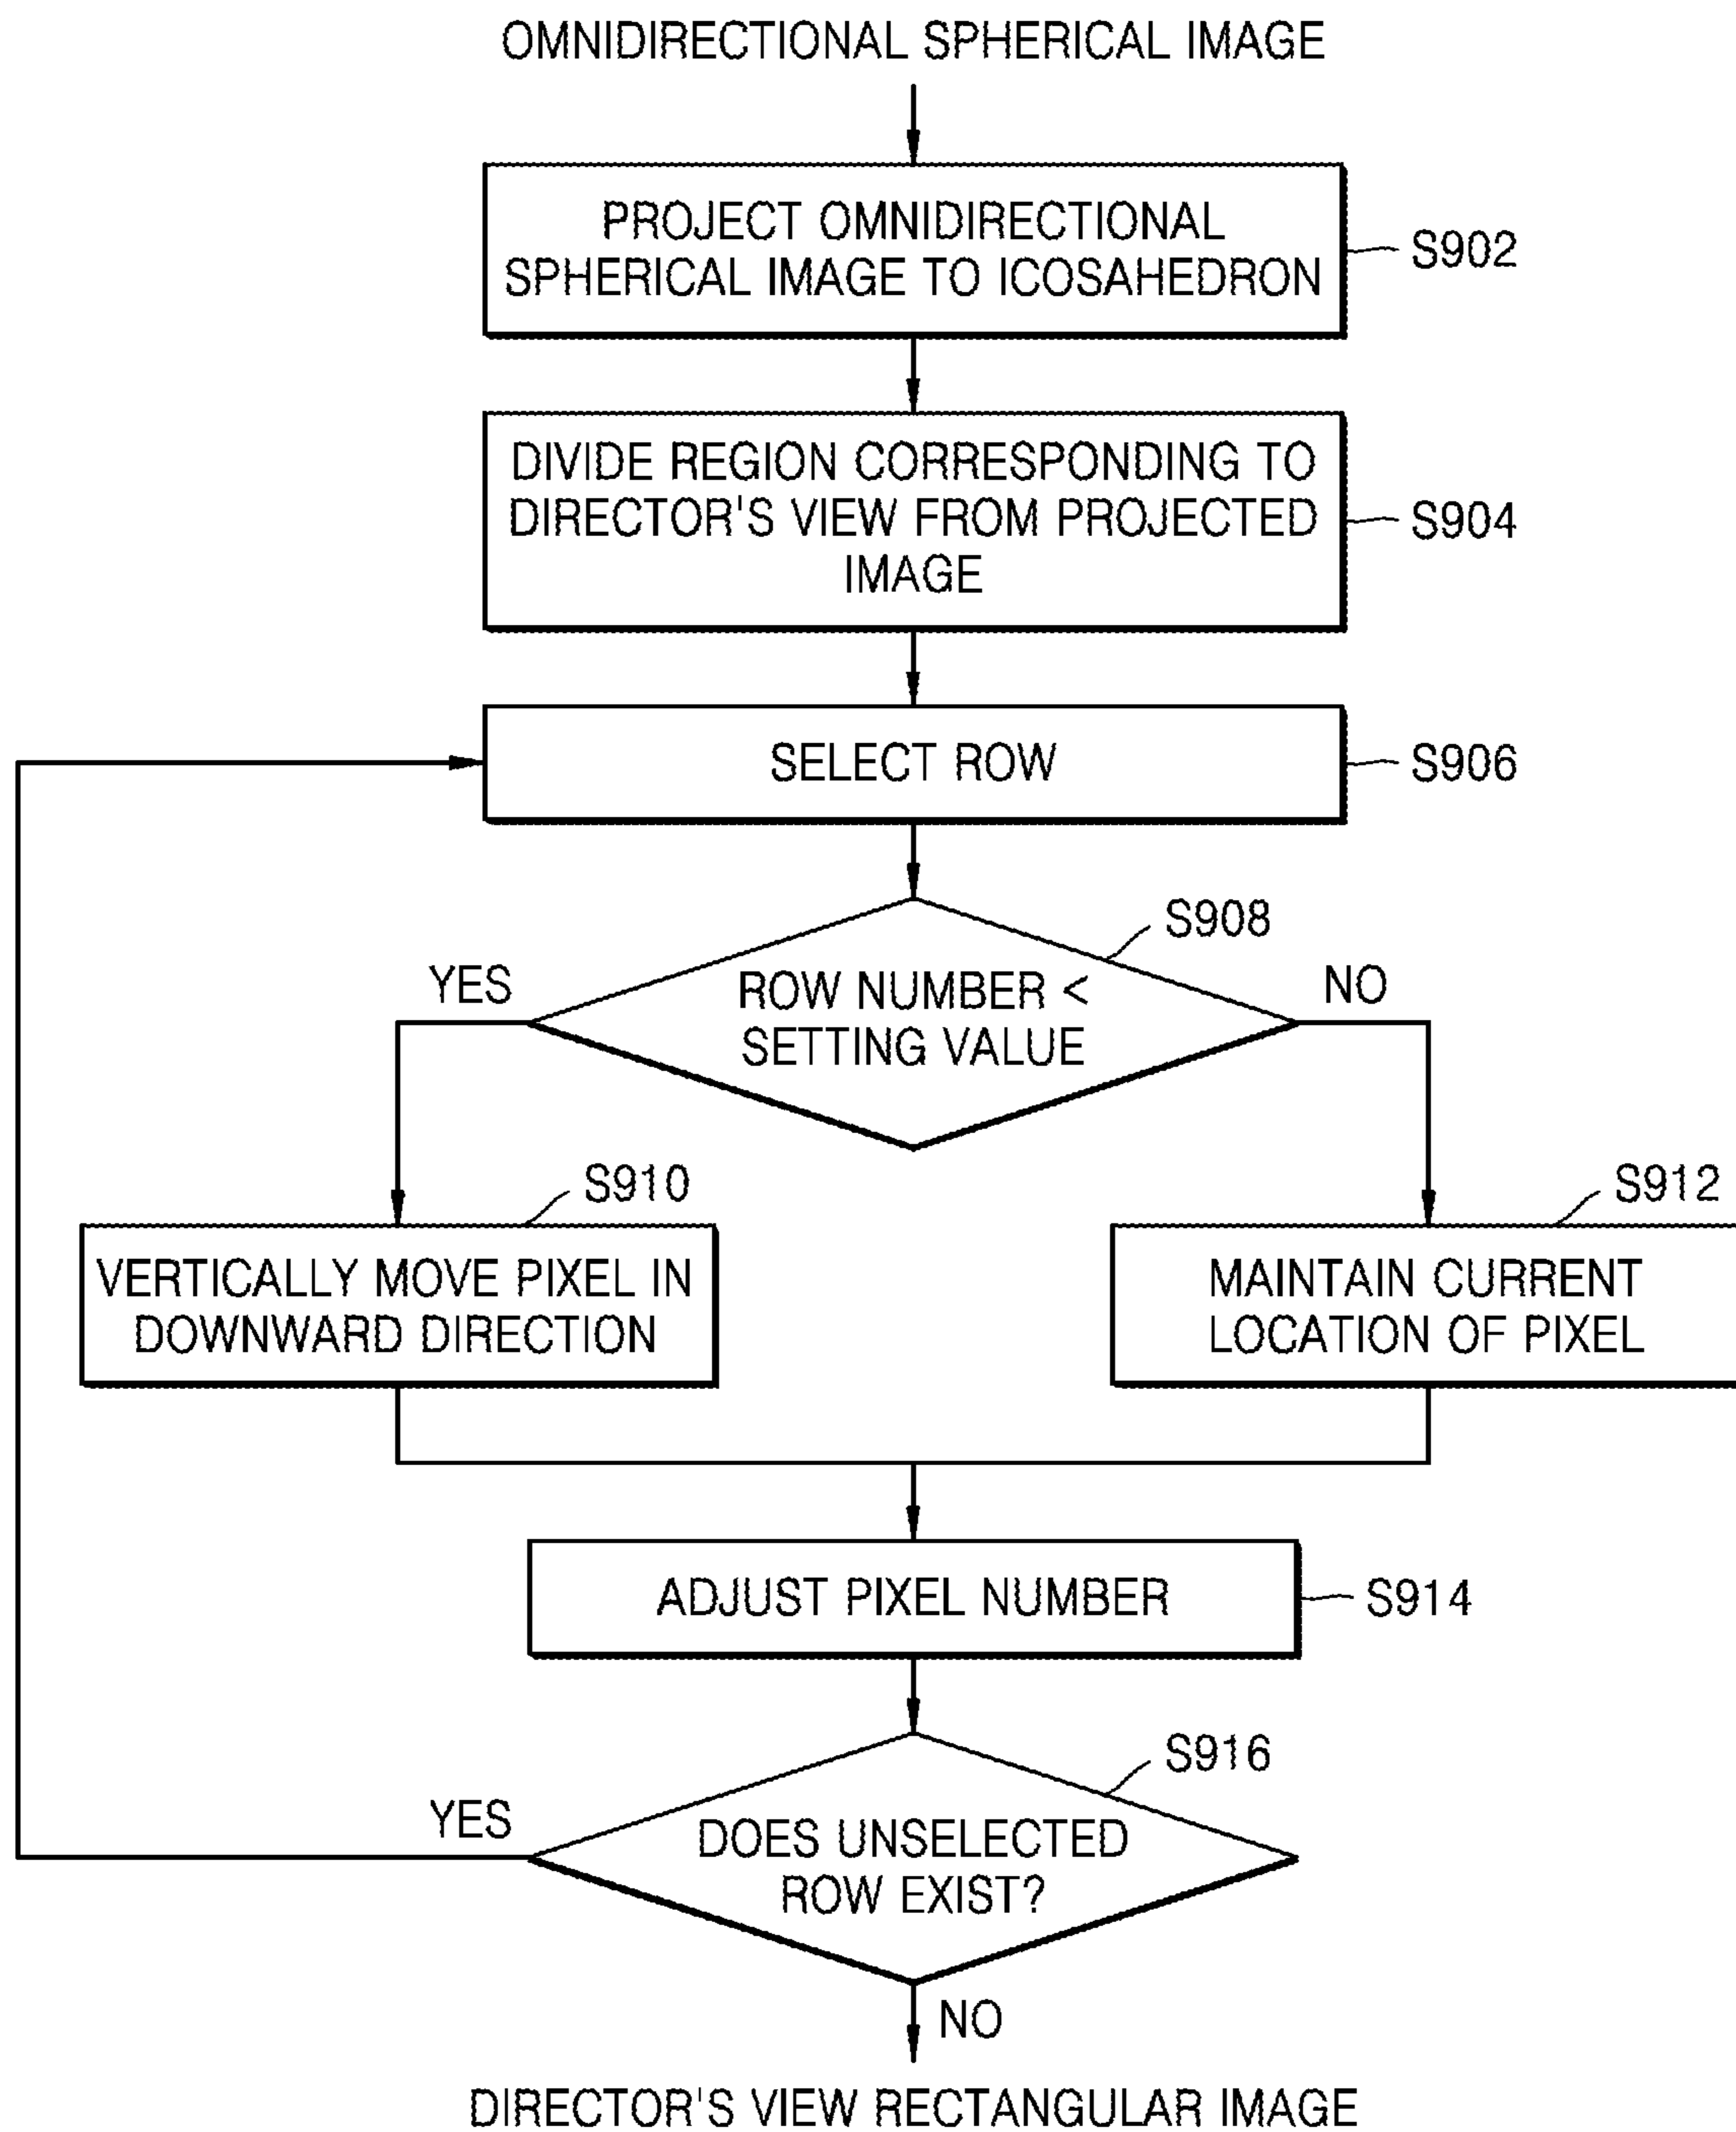 OMNIDIRECTIONAL SPHERICAL IMAGE
PROJECT OMNIDIRECTIONAL
SPHERICAL IMAGE TO ICOSAHEDRON
S902
DIVIDE REGION CORRESPONDING TO
DIRECTOR'S VIEW FROM PROJECTED
IMAGE
S904
SELECT ROW
S906
S908
YES
ROW NUMBER <
SETTING VALUE
NO
S910
S912
VERTICALLY MOVE PIXEL IN
DOWNWARD DIRECTION
MAINTAIN CURRENT
LOCATION OF PIXEL
ADJUST PIXEL NUMBER
S914
S916
YES
DOES UNSELECTED
ROW EXIST?
NO
DIRECTOR'S VIEW RECTANGULAR IMAGE